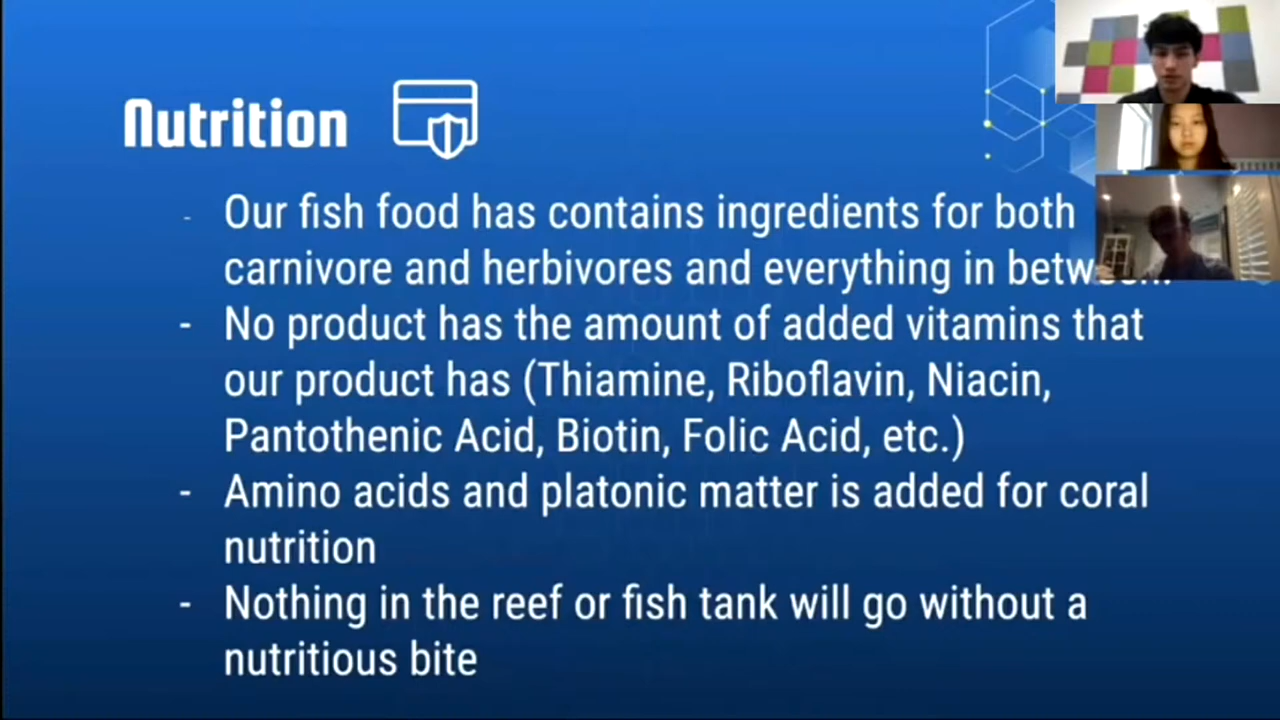 Nutrition
- Our fish food has contains ingredients for both
carnivore and herbivores and everything in
- No product has the amount of added vitamins that
our product has (Thiamine, Riboflavin, Niacin,
Pantothenic Acid, Biotin, Folic Acid, etc.)
- Amino acids and platonic matter is added for coral
nutrition
- Nothing in the reef or fish tank will go without a
nutritious bite